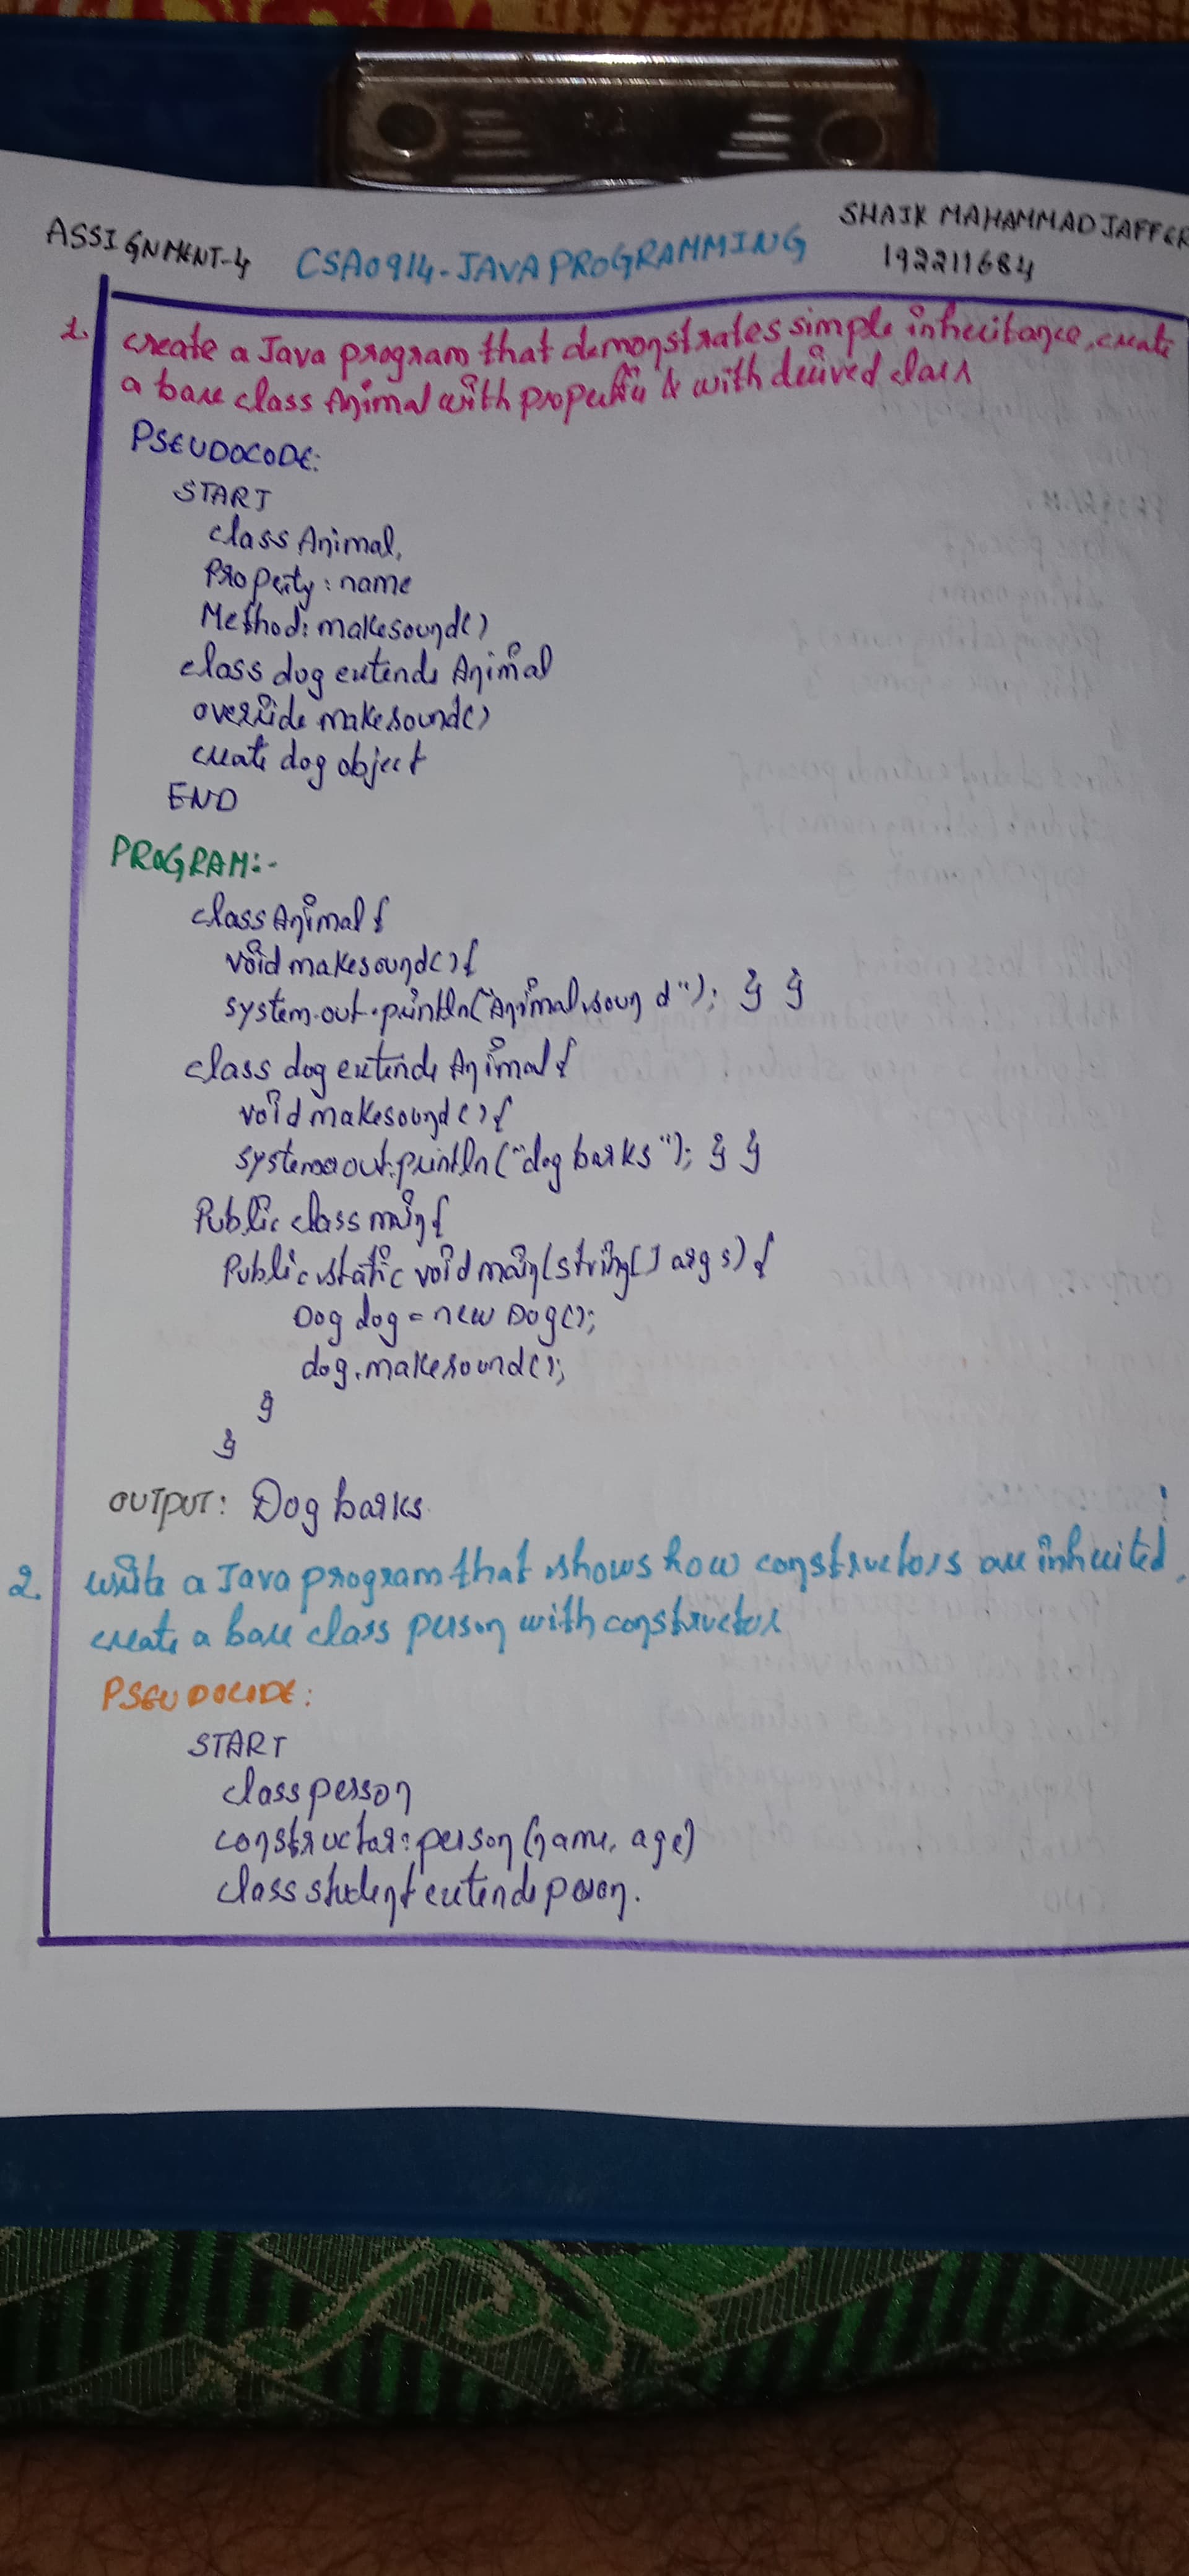 ASSIGNMENT-4 CSA0914-JAVA PROGRAMMING SHAIK MAHAMMAD JAFFER
192211684
1. create a Java program that demonstrates simple inheritance, create
a base class Animal with properties & with derived class
PSEUDOCODE:
START
class Animal,
Property: name
Method: makesound()
class dog extends Animal
override makesound()
create dog object
END
PROGRAM:-
class Animal {
void makesound() {
system.out.println("Animal sound"); } }
class dog extends Animal {
void makesound() {
system.out.println("dog barks"); } }
Public class main {
Public static void main(string[] args) {
Dog dog = new Dog();
dog.makesound();
}
}
OUTPUT: Dog barks
2. write a Java program that shows how constructors are inherited,
create a base class person with constructor
PSEUDOCIDE:
START
class person
constructor: person (name, age)
class student extends person.